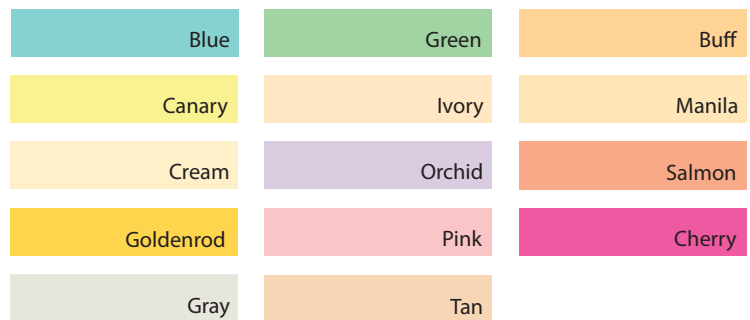 Blue
Green
Buff
Canary
Ivory
Manila
Cream
Orchid
Salmon
Goldenrod
Pink
Cherry
Gray
Tan